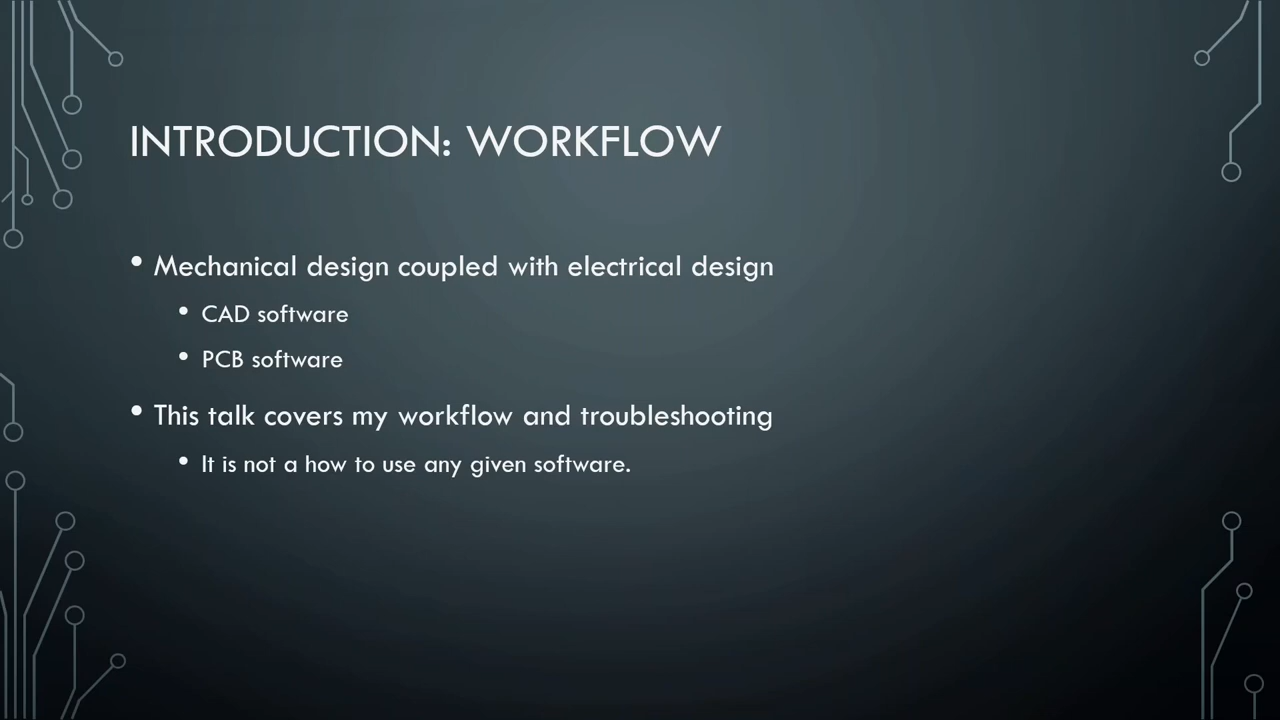 INTRODUCTION: WORKFLOW
• Mechanical design coupled with electrical design
• CAD software
• PCB software
• This talk covers my workflow and troubleshooting
• It is not a how to use any given software.